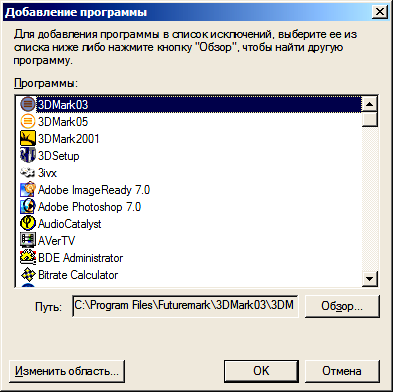 Добавление программы
Для добавления программы в список исключений, выберите ее из
списка ниже либо нажмите кнопку "Обзор", чтобы найти другую
программу.
Программы:
3DMark03
3DMark05
3DMark2001
3DSetup
3ivx
Adobe ImageReady 7.0
Adobe Photoshop 7.0
AudioCatalyst
AVerTV
BDE Administrator
Bitrate Calculator
Путь: C:\Program Files\Futuremark\3DMark03\3DM Обзор...
Изменить область... OK Отмена